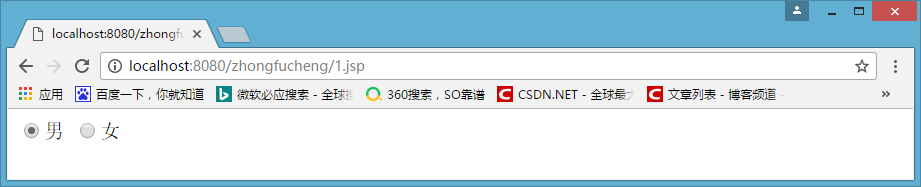 localhost:8080/zhongfu
localhost:8080/zhongfucheng/1.jsp
应用 百度一下，你就知道 微软必应搜索 - 全球 360搜索，SO靠谱 CSDN.NET - 全球最大 文章列表 - 博客频道 -
男 女